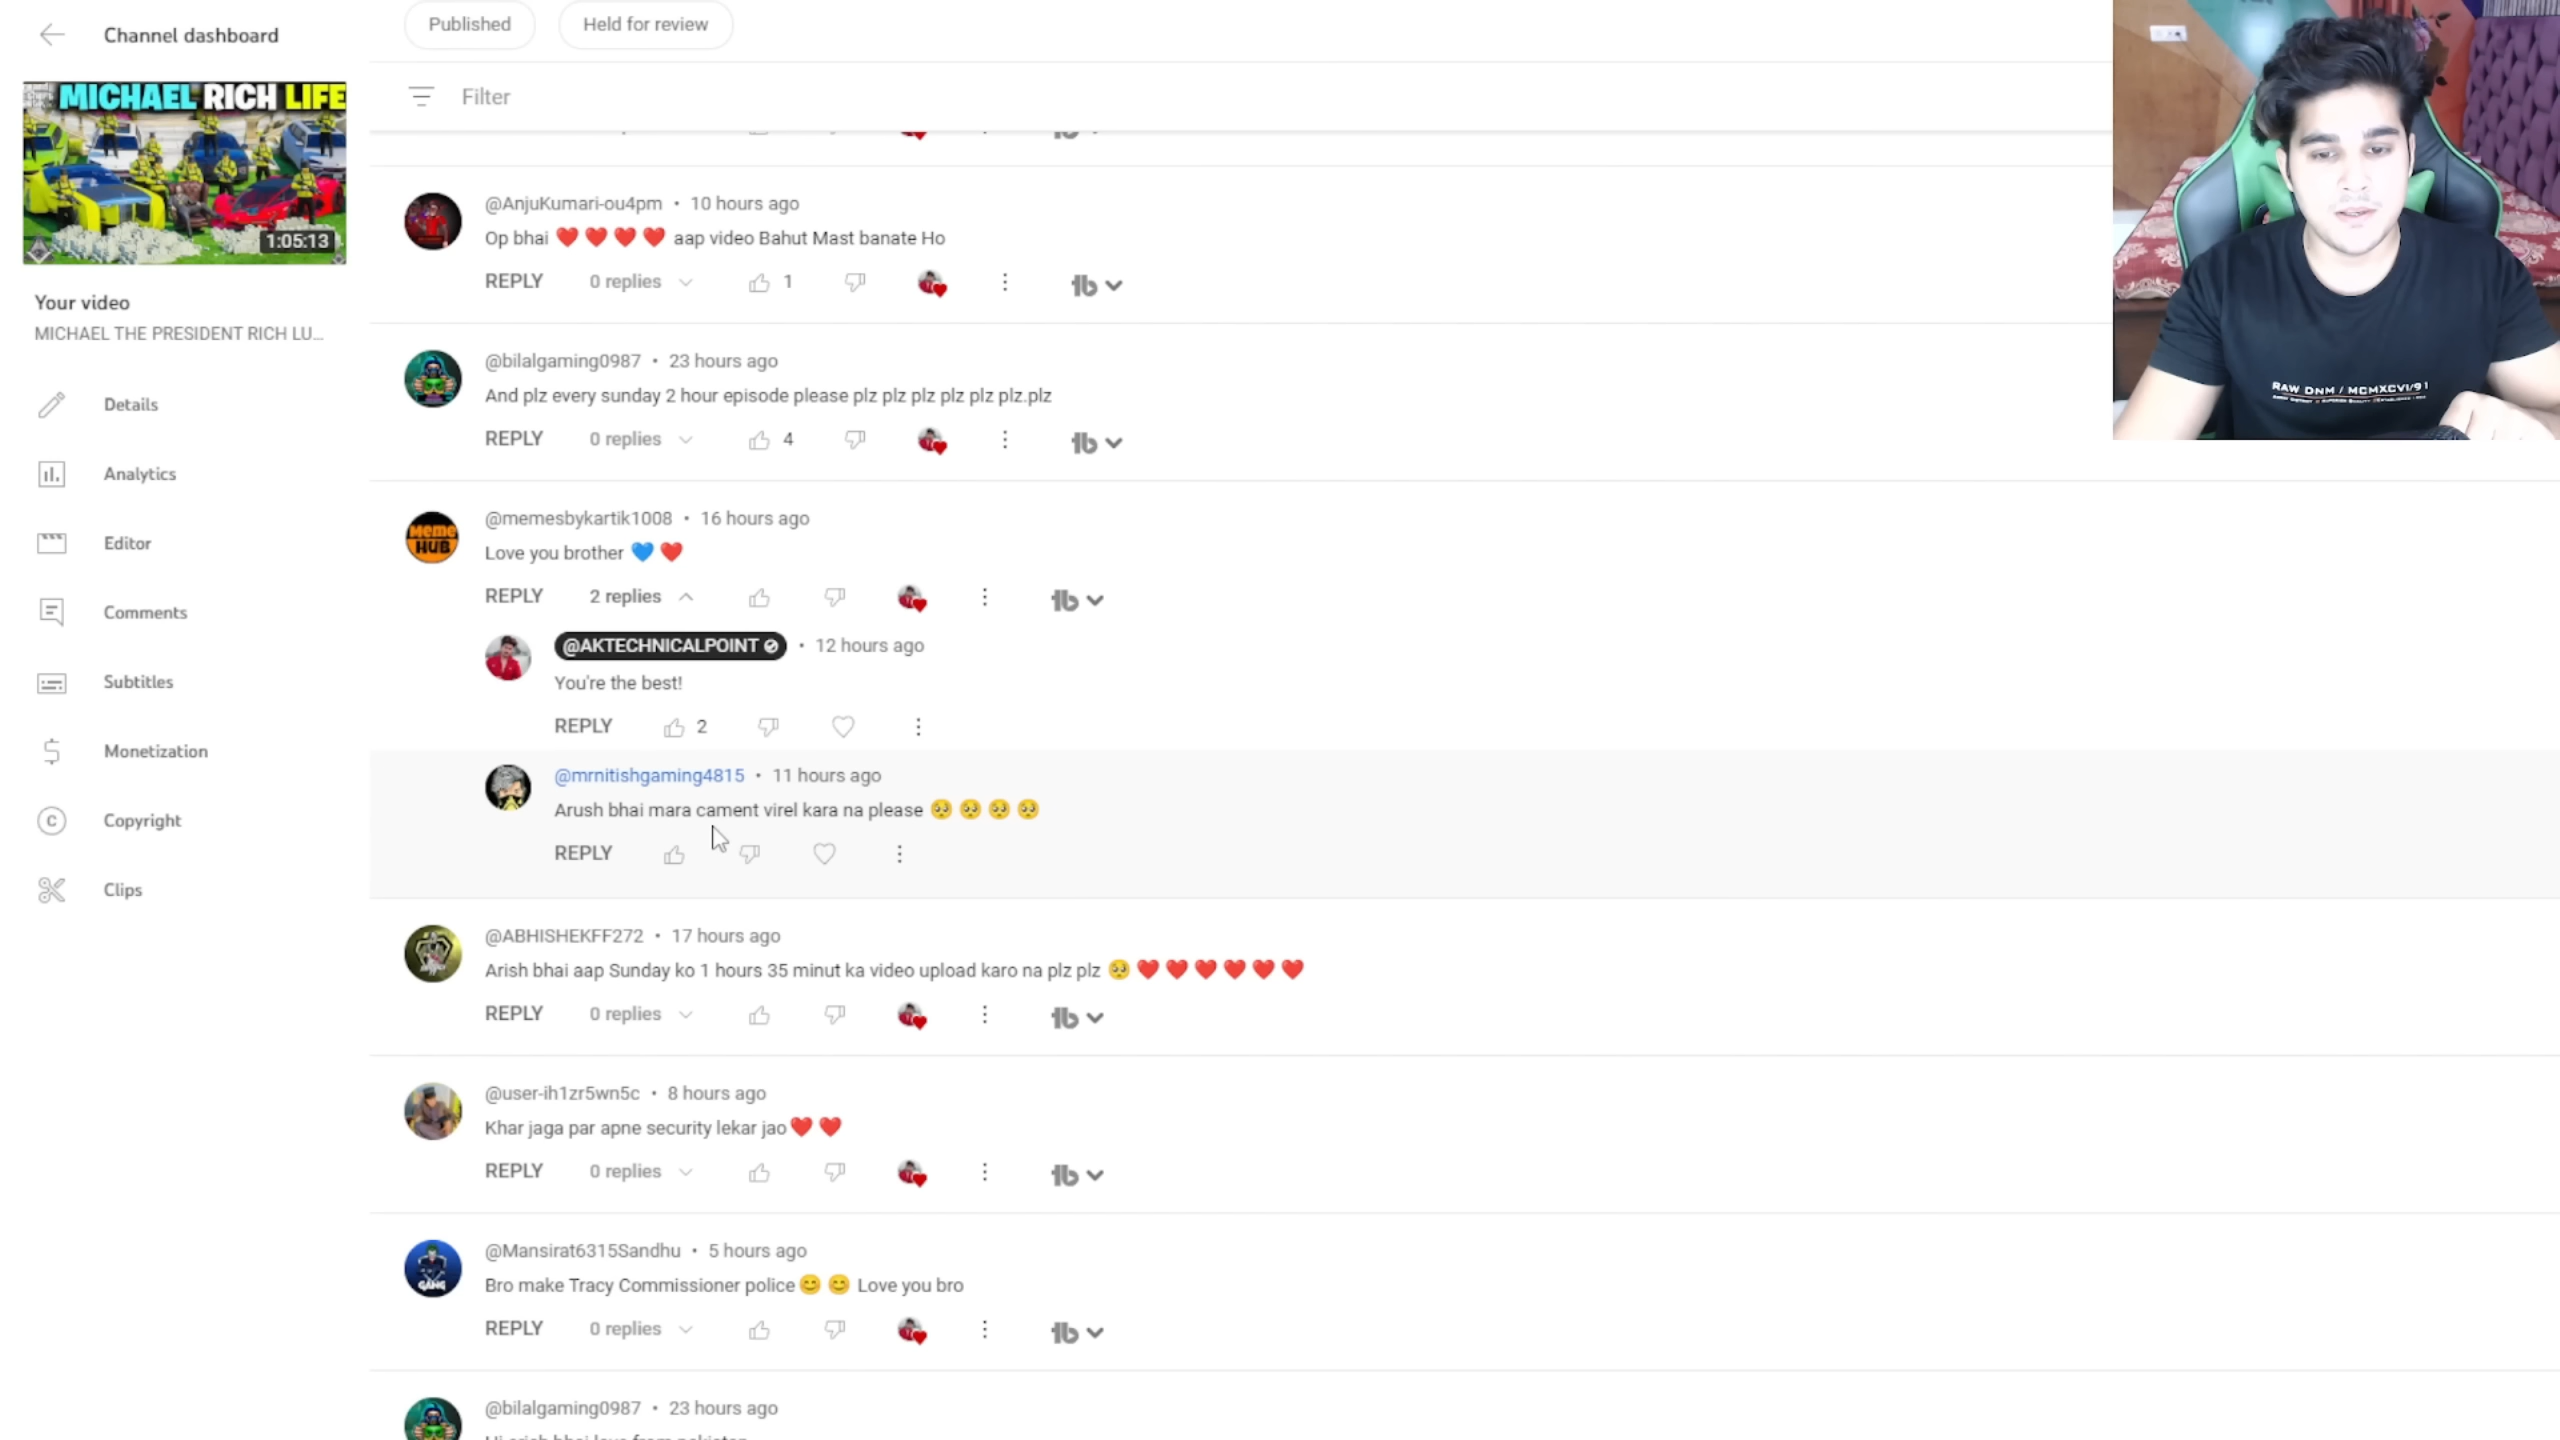 Channel dashboard
MICHAEL RICH LIFE
1:05:13
Your video
MICHAEL THE PRESIDENT RICH LU...
Details
Analytics
Editor
Comments
Subtitles
Monetization
Copyright
Clips
Published
Held for review
Filter
@AnjuKumari-ou4pm • 10 hours ago
Op bhai ❤️ ❤️ ❤️ ❤️ aap video Bahut Mast banate Ho
REPLY 0 replies 1
@bilalgaming0987 • 23 hours ago
And plz every sunday 2 hour episode please plz plz plz plz plz plz.plz
REPLY 0 replies 4
MEME
HUB
@memesbykartik1008 • 16 hours ago
Love you brother 💙 ❤️
REPLY 2 replies
@AKTECHNICALPOINT • 12 hours ago
You're the best!
REPLY 2
@mrnitishgaming4815 • 11 hours ago
Arush bhai mara cament virel kara na please 🥺 🥺 🥺 🥺
REPLY
@ABHISHEKFF272 • 17 hours ago
Arish bhai aap Sunday ko 1 hours 35 minut ka video upload karo na plz plz 🥺 ❤️ ❤️ ❤️ ❤️ ❤️ ❤️
REPLY 0 replies
@user-ih1zr5wn5c • 8 hours ago
Khar jaga par apne security lekar jao ❤️ ❤️
REPLY 0 replies
GANG
@Mansirat6315Sandhu • 5 hours ago
Bro make Tracy Commissioner police 😊 😊 Love you bro
REPLY 0 replies
@bilalgaming0987 • 23 hours ago
RAW DNM / MCMXCVI/91